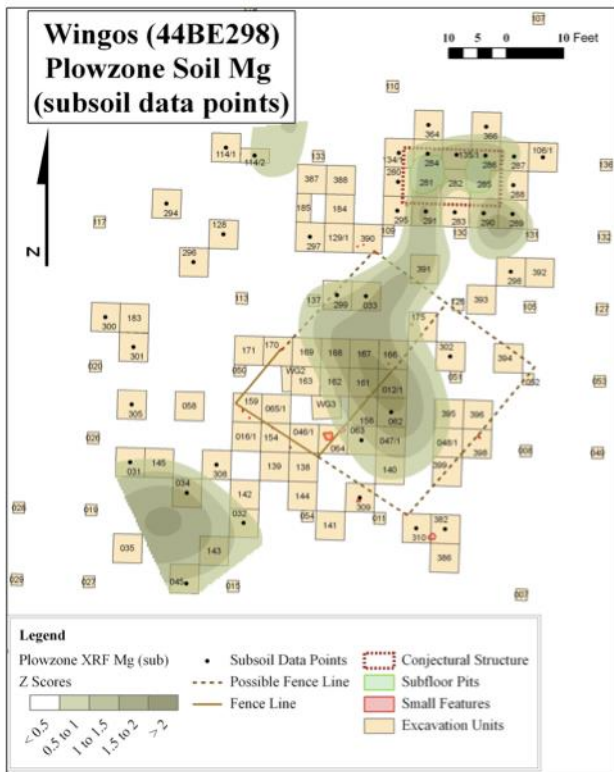 Wingos (44BE298)
Plowzone Soil Mg
(subsoil data points)
107
10 5 0 10 Feet
110
364 366
114/1 114/2 133 134/1 284 135/1 286 287 106/1
136
387 388 280 281 282 285 288
294 185 184 295 291 283 290 289
117 128 297 129/1 390 109 130 131 132
Z
296 391 298 392
113 137 299 033 126 393 105 127
300 183 175
301 171 170 169 168 167 166 302 394
020 050 WG2 163 162 161 012/1 051 052 053
305 058 159 065/1 WG3 158 062 395 396
026 016/1 154 046/1 064 063 047/1 048/1 398 008 049
031 145 308 139 138 140 399
034 142 144 309
028 019 032 054 141 011 310 382
035 143 386
029 027 045 015 007
Legend
Plowzone XRF Mg (sub)
Z Scores
< 0.5
0.5 to 1
1 to 1.5
1.5 to 2
> 2
Subsoil Data Points
Possible Fence Line
Fence Line
Conjectural Structure
Subfloor Pits
Small Features
Excavation Units